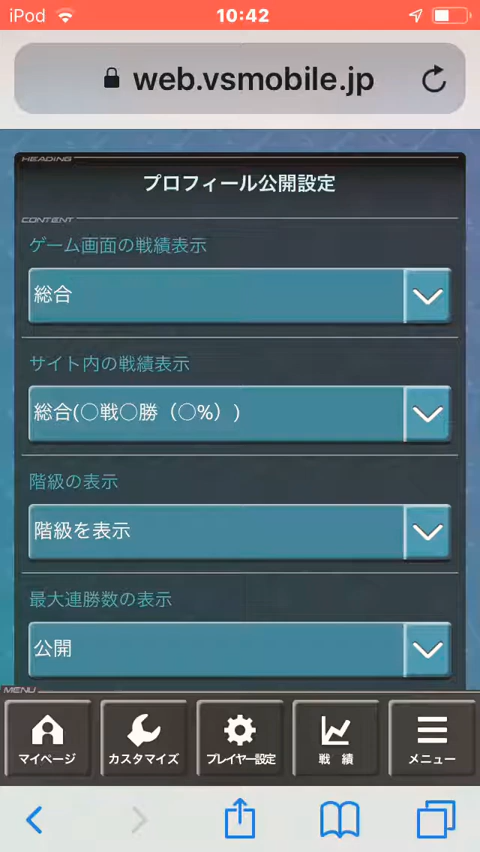 iPod 10:42
web.vsmobile.jp
HEADING
プロフィール公開設定
CONTENT
ゲーム画面の戦績表示
総合
サイト内の戦績表示
総合(○戦○勝（○%）)
階級の表示
階級を表示
最大連勝数の表示
公開
MENU
マイページ カスタマイズ プレイヤー設定 戦 績 メニュー